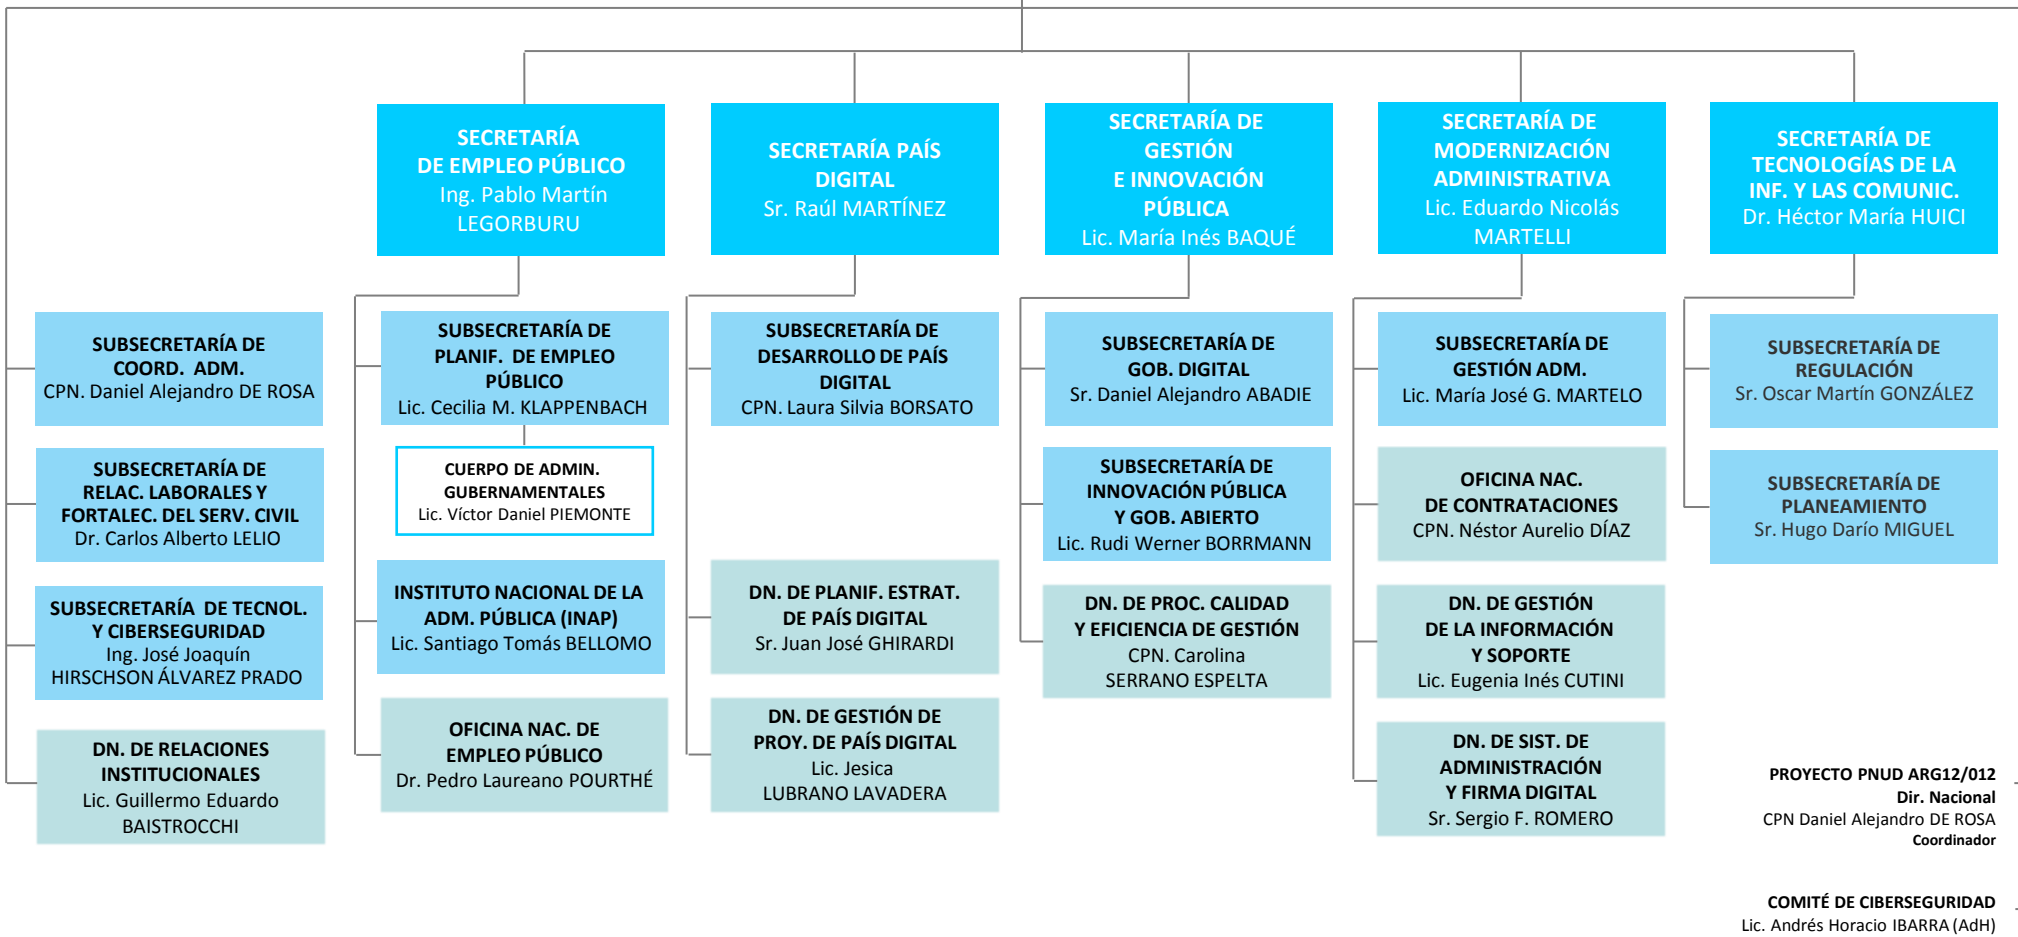 SECRETARÍA
DE EMPLEO PÚBLICO
Ing. Pablo Martín
LEGORBURU
SECRETARÍA PAÍS
DIGITAL
Sr. Raúl MARTÍNEZ
SECRETARÍA DE
GESTIÓN
E INNOVACIÓN
PÚBLICA
Lic. María Inés BAQUÉ
SECRETARÍA DE
MODERNIZACIÓN
ADMINISTRATIVA
Lic. Eduardo Nicolás
MARTELLI
SECRETARÍA DE
TECNOLOGÍAS DE LA
INF. Y LAS COMUNIC.
Dr. Héctor María HUICI
SUBSECRETARÍA DE
COORD. ADM.
CPN. Daniel Alejandro DE ROSA
SUBSECRETARÍA DE
RELAC. LABORALES Y
FORTALEC. DEL SERV. CIVIL
Dr. Carlos Alberto LELIO
SUBSECRETARÍA DE TECNOL.
Y CIBERSEGURIDAD
Ing. José Joaquín
HIRSCHSON ÁLVAREZ PRADO
DN. DE RELACIONES
INSTITUCIONALES
Lic. Guillermo Eduardo
BAISTROCCHI
SUBSECRETARÍA DE
PLANIF. DE EMPLEO
PÚBLICO
Lic. Cecilia M. KLAPPENBACH
CUERPO DE ADMIN.
GUBERNAMENTALES
Lic. Víctor Daniel PIEMONTE
INSTITUTO NACIONAL DE LA
ADM. PÚBLICA (INAP)
Lic. Santiago Tomás BELLOMO
OFICINA NAC. DE
EMPLEO PÚBLICO
Dr. Pedro Laureano POURTHÉ
SUBSECRETARÍA DE
DESARROLLO DE PAÍS
DIGITAL
CPN. Laura Silvia BORSATO
DN. DE PLANIF. ESTRAT.
DE PAÍS DIGITAL
Sr. Juan José GHIRARDI
DN. DE GESTIÓN DE
PROY. DE PAÍS DIGITAL
Lic. Jesica
LUBRANO LAVADERA
SUBSECRETARÍA DE
GOB. DIGITAL
Sr. Daniel Alejandro ABADIE
SUBSECRETARÍA DE
INNOVACIÓN PÚBLICA
Y GOB. ABIERTO
Lic. Rudi Werner BORRMANN
DN. DE PROC. CALIDAD
Y EFICIENCIA DE GESTIÓN
CPN. Carolina
SERRANO ESPELTA
SUBSECRETARÍA DE
GESTIÓN ADM.
Lic. María José G. MARTELO
OFICINA NAC.
DE CONTRATACIONES
CPN. Néstor Aurelio DÍAZ
DN. DE GESTIÓN
DE LA INFORMACIÓN
Y SOPORTE
Lic. Eugenia Inés CUTINI
DN. DE SIST. DE
ADMINISTRACIÓN
Y FIRMA DIGITAL
Sr. Sergio F. ROMERO
SUBSECRETARÍA DE
REGULACIÓN
Sr. Oscar Martín GONZÁLEZ
SUBSECRETARÍA DE
PLANEAMIENTO
Sr. Hugo Darío MIGUEL
PROYECTO PNUD ARG12/012
Dir. Nacional
CPN Daniel Alejandro DE ROSA
Coordinador
COMITÉ DE CIBERSEGURIDAD
Lic. Andrés Horacio IBARRA (AdH)